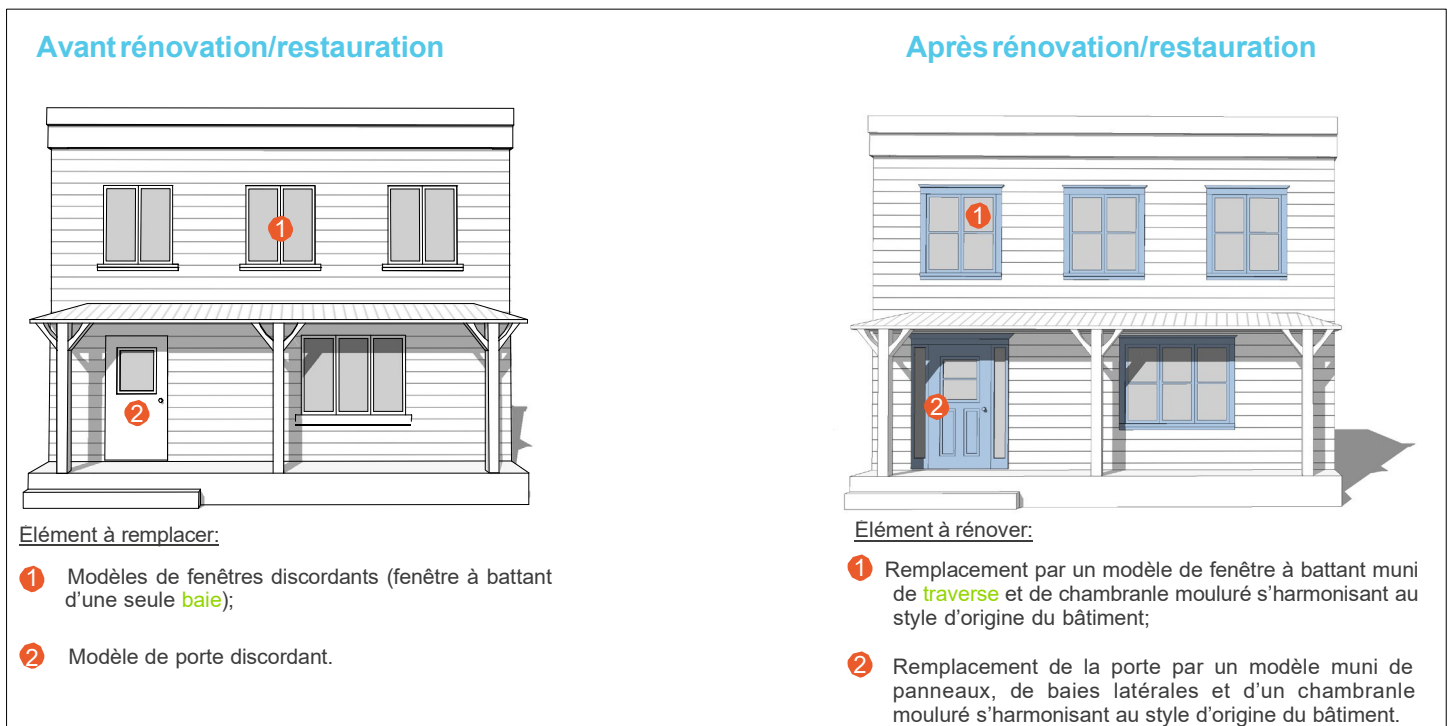 Avant rénovation/restauration
1
2
Élément à remplacer:
1 Modèles de fenêtres discordants (fenêtre à battant
d'une seule baie);
2 Modèle de porte discordant.
Après rénovation/restauration
1
2
Élément à rénover:
1 Remplacement par un modèle de fenêtre à battant muni
de traverse et de chambranle mouluré s'harmonisant au
style d'origine du bâtiment;
2 Remplacement de la porte par un modèle muni de
panneaux, de baies latérales et d'un chambranle
mouluré s'harmonisant au style d'origine du bâtiment.